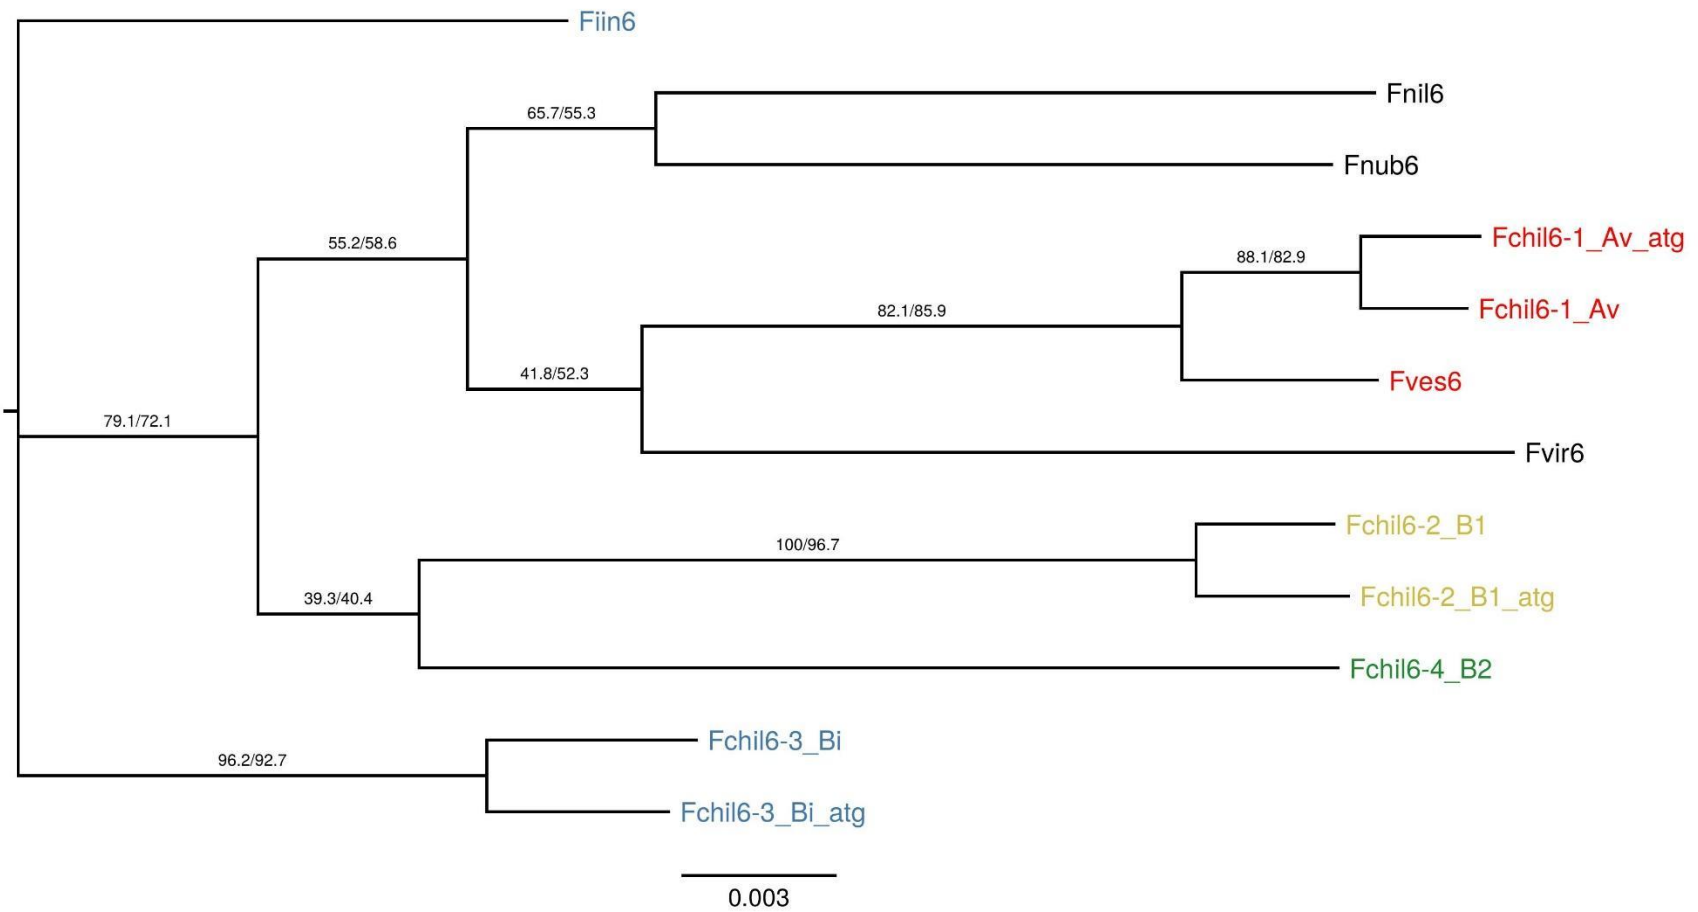 Fiin6
Fnil6
65.7/55.3
Fnub6
Fchil6-1_Av_atg
55.2/58.6
88.1/82.9
Fchil6-1_Av
82.1/85.9
41.8/52.3
Fves6
79.1/72.1
Fvir6
Fchil6-2_B1
100/96.7
39.3/40.4
Fchil6-2_B1_atg
Fchil6-4_B2
Fchil6-3_Bi
96.2/92.7
Fchil6-3_Bi_atg
0.003